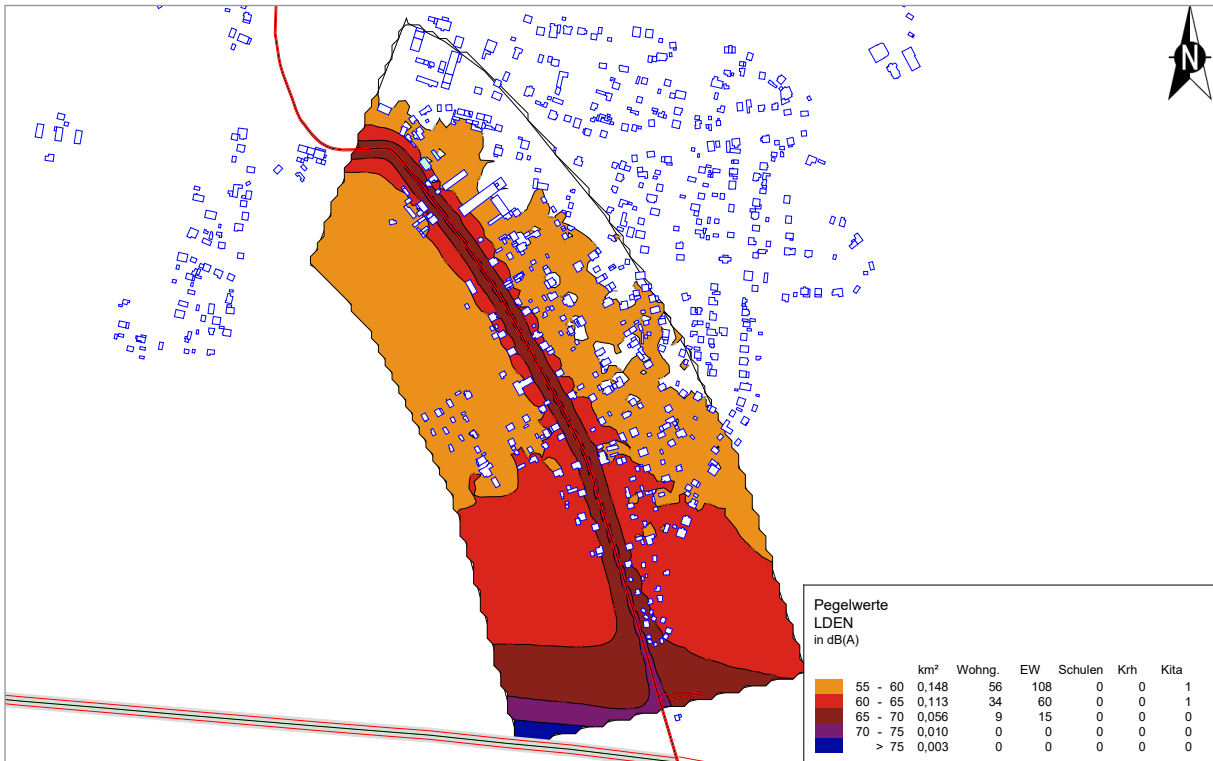 N
Pegelwerte
LDEN
in dB(A)
km² Wohng. EW Schulen Krh Kita
55 - 60 0,148 56 108 0 0 1
60 - 65 0,113 34 60 0 0 1
65 - 70 0,056 9 15 0 0 0
70 - 75 0,010 0 0 0 0 0
> 75 0,003 0 0 0 0 0